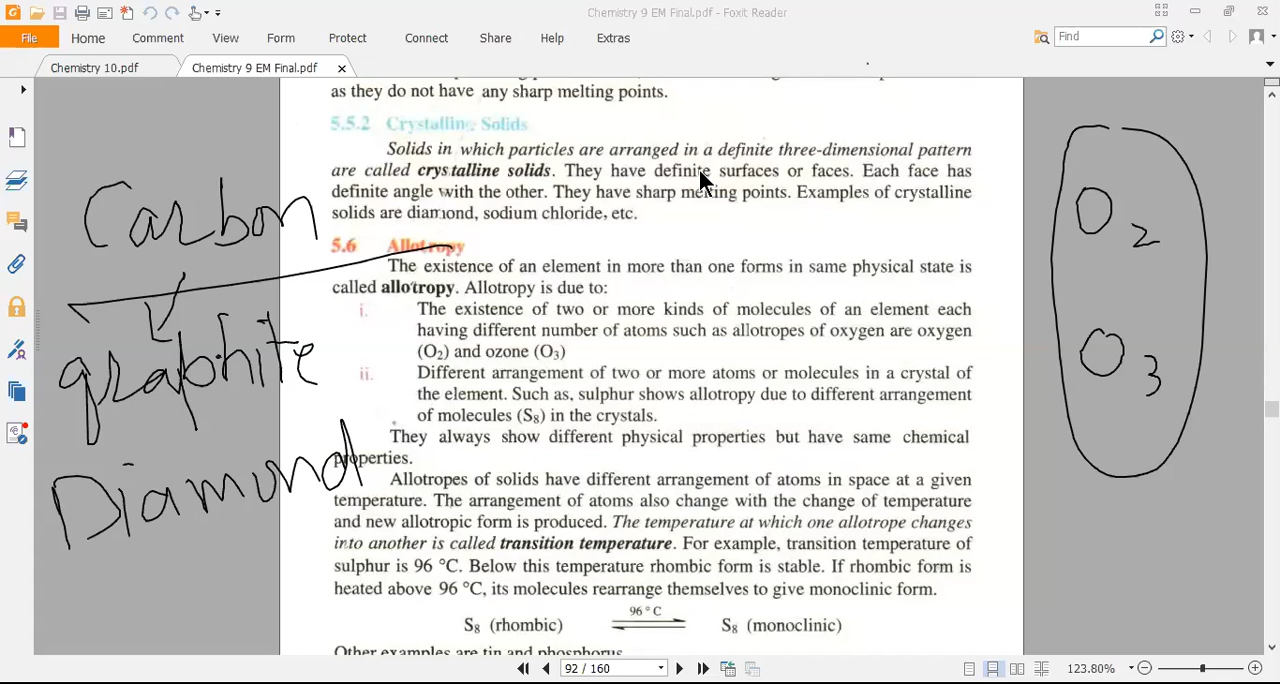 Chemistry 9 EM Final.pdf - Foxit Reader
File Home Comment View Form Protect Connect Share Help Extras Find
Chemistry 10.pdf Chemistry 9 EM Final.pdf
as they do not have any sharp melting points.
5.5.2 Crystalline Solids
Solids in which particles are arranged in a definite three-dimensional pattern
are called crystalline solids. They have definite surfaces or faces. Each face has
definite angle with the other. They have sharp melting points. Examples of crystalline
solids are diamond, sodium chloride, etc.
5.6 Allotropy
The existence of an element in more than one forms in same physical state is
called allotropy. Allotropy is due to:
i. The existence of two or more kinds of molecules of an element each
having different number of atoms such as allotropes of oxygen are oxygen
(O₂) and ozone (O₃)
ii. Different arrangement of two or more atoms or molecules in a crystal of
the element. Such as, sulphur shows allotropy due to different arrangement
of molecules (S₈) in the crystals.
They always show different physical properties but have same chemical
properties.
Allotropes of solids have different arrangement of atoms in space at a given
temperature. The arrangement of atoms also change with the change of temperature
and new allotropic form is produced. The temperature at which one allotrope changes
into another is called transition temperature. For example, transition temperature of
sulphur is 96 °C. Below this temperature rhombic form is stable. If rhombic form is
heated above 96 °C, its molecules rearrange themselves to give monoclinic form.
96 °C
S₈ (rhombic) ⇌ S₈ (monoclinic)
Other examples are tin and phosphorus.
Carbon
graphite
Diamond
O₂
O₃
92 / 160
123.80%